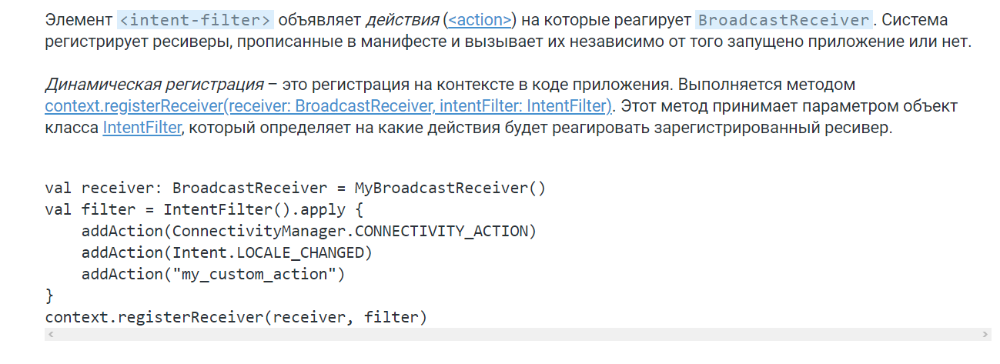 Элемент <intent-filter> объявляет действия (<action>) на которые реагирует BroadcastReceiver. Система
регистрирует ресиверы, прописанные в манифесте и вызывает их независимо от того запущено приложение или нет.
Динамическая регистрация – это регистрация на контексте в коде приложения. Выполняется методом
context.registerReceiver(receiver: BroadcastReceiver, intentFilter: IntentFilter). Этот метод принимает параметром объект
класса IntentFilter, который определяет на какие действия будет реагировать зарегистрированный ресивер.
val receiver: BroadcastReceiver = MyBroadcastReceiver()
val filter = IntentFilter().apply {
    addAction(ConnectivityManager.CONNECTIVITY_ACTION)
    addAction(Intent.LOCALE_CHANGED)
    addAction("my_custom_action")
}
context.registerReceiver(receiver, filter)